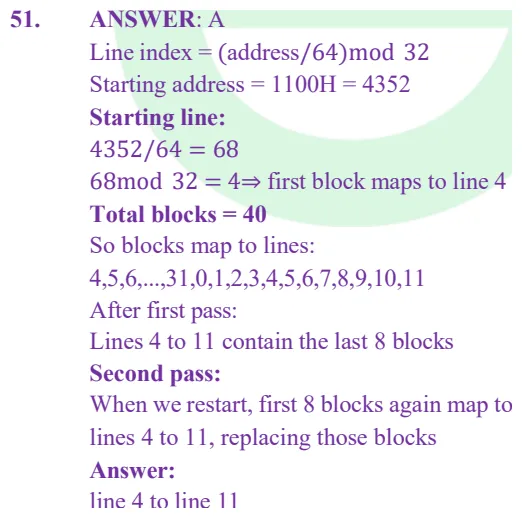 51. ANSWER: A
Line index = (address/64)mod 32
Starting address = 1100H = 4352
Starting line:
4352/64 = 68
68mod 32 = 4⇒ first block maps to line 4
Total blocks = 40
So blocks map to lines:
4,5,6,...,31,0,1,2,3,4,5,6,7,8,9,10,11
After first pass:
Lines 4 to 11 contain the last 8 blocks
Second pass:
When we restart, first 8 blocks again map to
lines 4 to 11, replacing those blocks
Answer:
line 4 to line 11